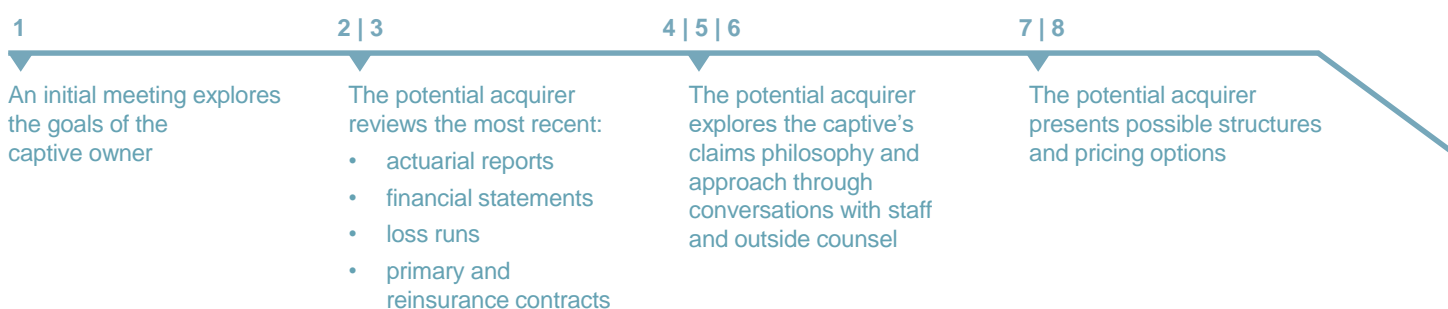 1
An initial meeting explores
the goals of the
captive owner
2 | 3
The potential acquirer
reviews the most recent:
• actuarial reports
• financial statements
• loss runs
• primary and
reinsurance contracts
4 | 5 | 6
The potential acquirer
explores the captive’s
claims philosophy and
approach through
conversations with staff
and outside counsel
7 | 8
The potential acquirer
presents possible structures
and pricing options